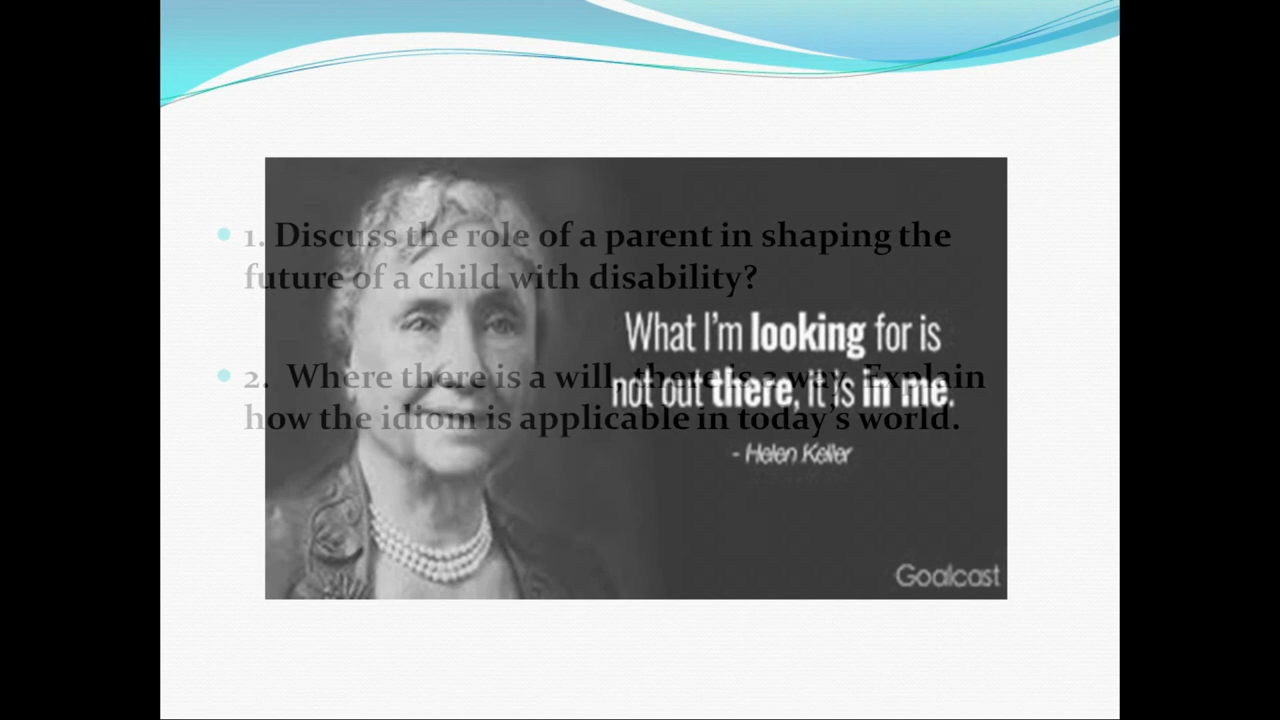 1. Discuss the role of a parent in shaping the
future of a child with disability?
What I'm looking for is
2. Where there is a will, there is a way. Explain
not out there, it is in me.
how the idiom is applicable in today's world.
- Helen Keller
Goalcast